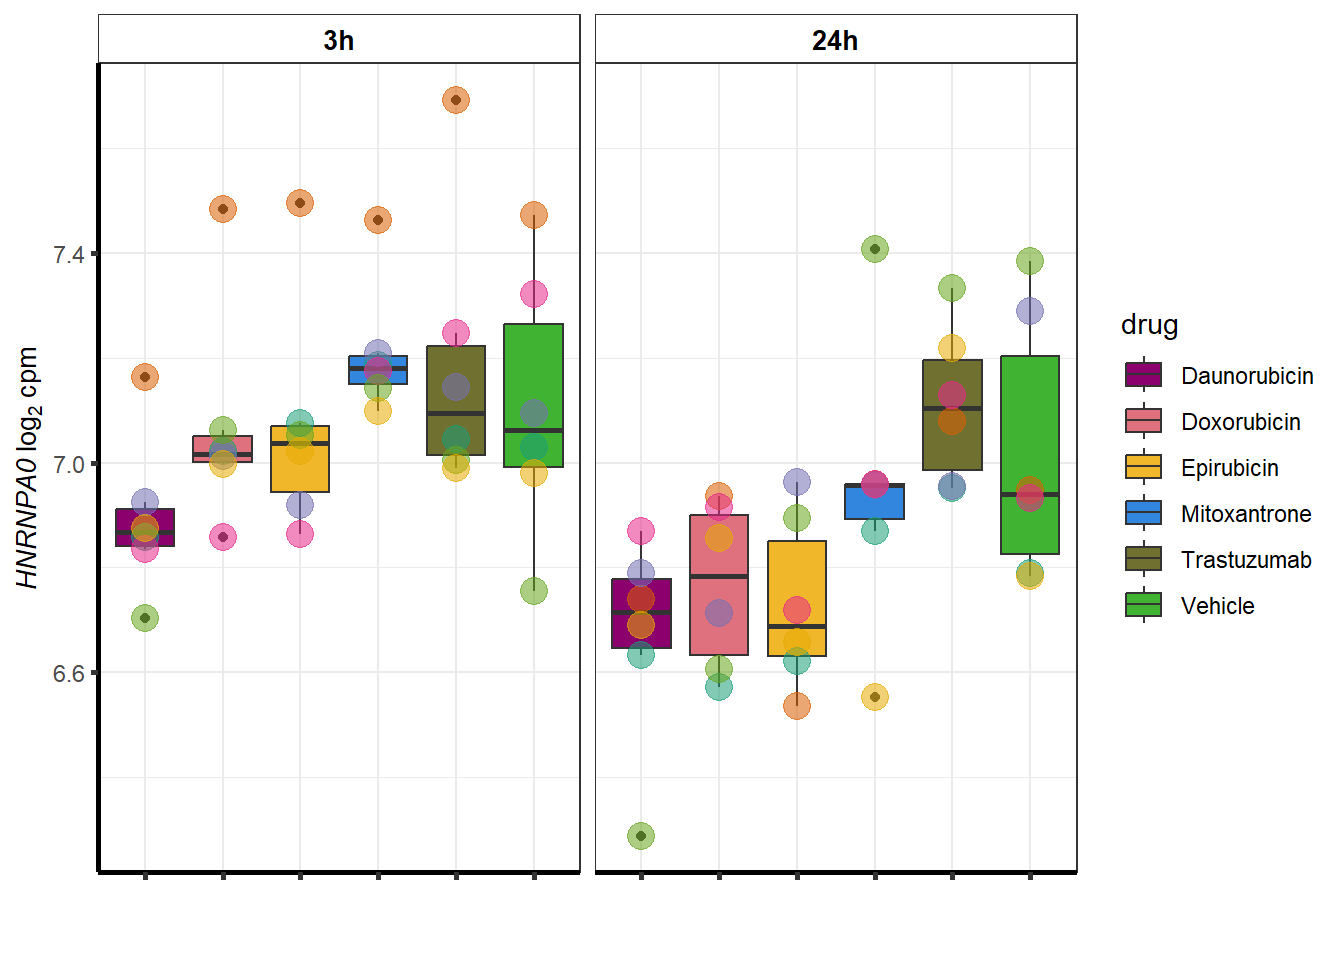 3h
24h
HNRNPA0 log₂ cpm
7.4
7.0
6.6
drug
Daunorubicin
Doxorubicin
Epirubicin
Mitoxantrone
Trastuzumab
Vehicle